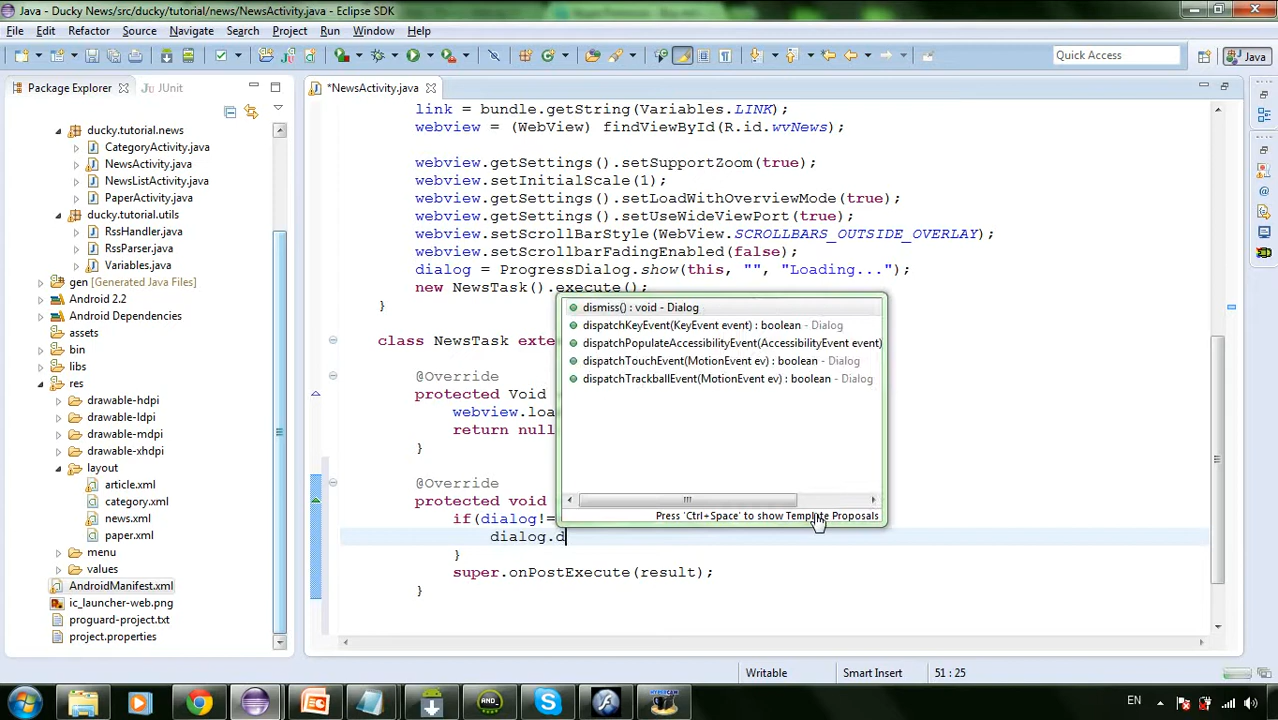 Java - Ducky News/src/ducky/tutorial/news/NewsActivity.java - Eclipse SDK
File Edit Refactor Source Navigate Search Project Run Window Help
Quick Access
Java
Package Explorer
JUnit
*NewsActivity.java
ducky.tutorial.news
CategoryActivity.java
NewsActivity.java
NewsListActivity.java
PaperActivity.java
ducky.tutorial.utils
RssHandler.java
RssParser.java
Variables.java
gen [Generated Java Files]
Android 2.2
Android Dependencies
assets
bin
libs
res
drawable-hdpi
drawable-ldpi
drawable-mdpi
drawable-xhdpi
layout
article.xml
category.xml
news.xml
paper.xml
menu
values
AndroidManifest.xml
ic_launcher-web.png
proguard-project.txt
project.properties
link = bundle.getString(Variables.LINK);
webview = (WebView) findViewById(R.id.wvNews);
webview.getSettings().setSupportZoom(true);
webview.setInitialScale(1);
webview.getSettings().setLoadWithOverviewMode(true);
webview.getSettings().setUseWideViewPort(true);
webview.setScrollBarStyle(WebView.SCROLLBARS_OUTSIDE_OVERLAY);
webview.setScrollbarFadingEnabled(false);
dialog = ProgressDialog.show(this, "", "Loading...");
new NewsTask().execute();
}
class NewsTask exte
@Override
protected Void
webview.loa
return null
}
@Override
protected void
if(dialog!=
dialog.d
}
super.onPostExecute(result);
}
dismiss() : void - Dialog
dispatchKeyEvent(KeyEvent event) : boolean - Dialog
dispatchPopulateAccessibilityEvent(AccessibilityEvent event)
dispatchTouchEvent(MotionEvent ev) : boolean - Dialog
dispatchTrackballEvent(MotionEvent ev) : boolean - Dialog
Press 'Ctrl+Space' to show Template Proposals
Writable
Smart Insert
51 : 25
EN